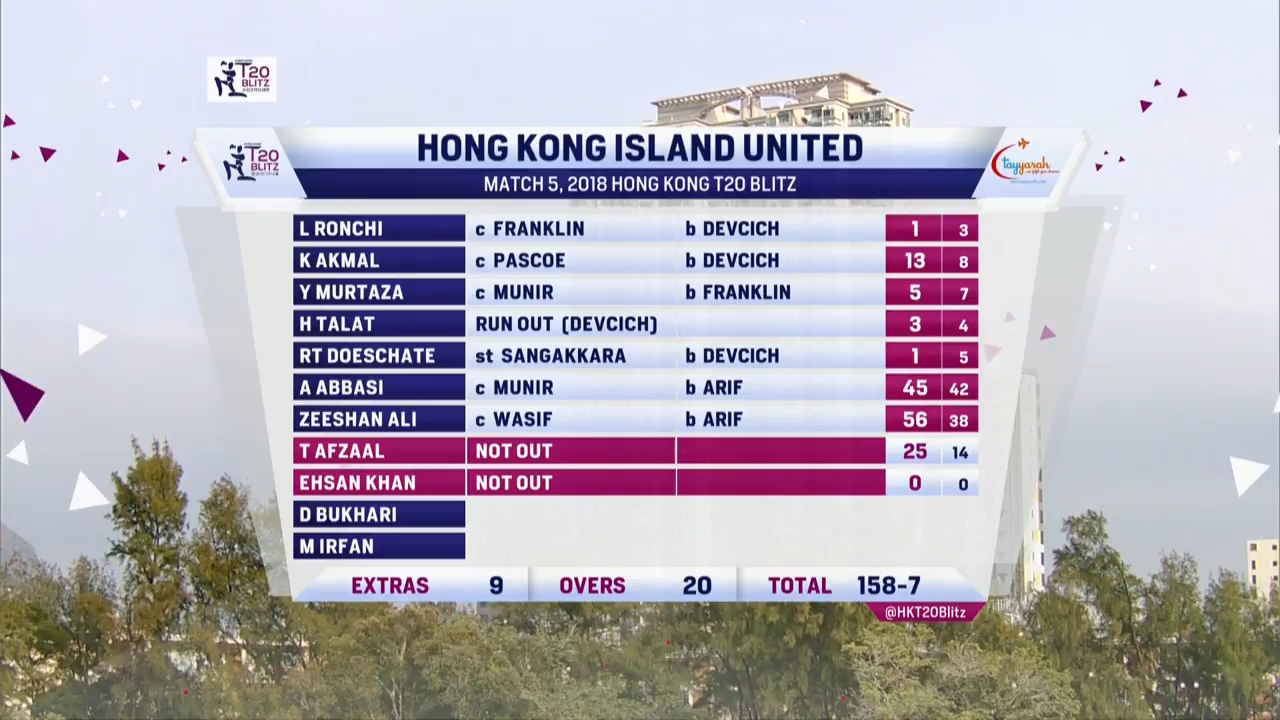 T20
BLITZ
T20
BLITZ
HONG KONG ISLAND UNITED
tayyarah
MATCH 5, 2018 HONG KONG T20 BLITZ
L RONCHI c FRANKLIN b DEVCICH 1 3
K AKMAL c PASCOE b DEVCICH 13 8
Y MURTAZA c MUNIR b FRANKLIN 5 7
H TALAT RUN OUT (DEVCICH) 3 4
RT DOESCHATE st SANGAKKARA b DEVCICH 1 5
A ABBASI c MUNIR b ARIF 45 42
ZEESHAN ALI c WASIF b ARIF 56 38
T AFZAAL NOT OUT 25 14
EHSAN KHAN NOT OUT 0 0
D BUKHARI
M IRFAN
EXTRAS 9 OVERS 20 TOTAL 158-7
@HKT20Blitz